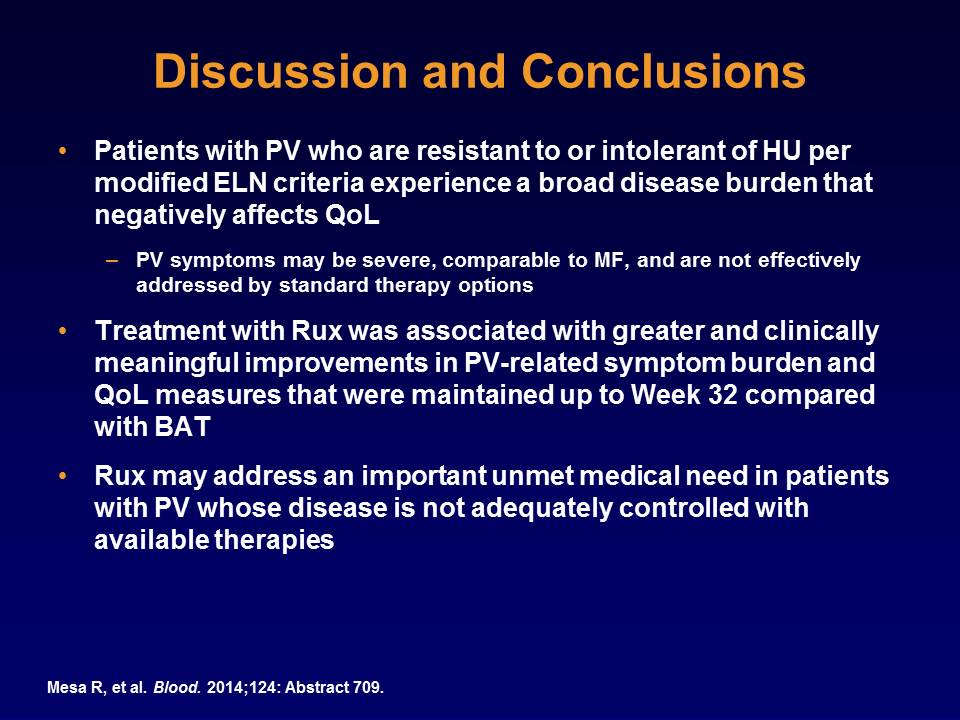 Discussion and Conclusions
• Patients with PV who are resistant to or intolerant of HU per
modified ELN criteria experience a broad disease burden that
negatively affects QoL
– PV symptoms may be severe, comparable to MF, and are not effectively
addressed by standard therapy options
• Treatment with Rux was associated with greater and clinically
meaningful improvements in PV-related symptom burden and
QoL measures that were maintained up to Week 32 compared
with BAT
• Rux may address an important unmet medical need in patients
with PV whose disease is not adequately controlled with
available therapies
Mesa R, et al. Blood. 2014;124: Abstract 709.